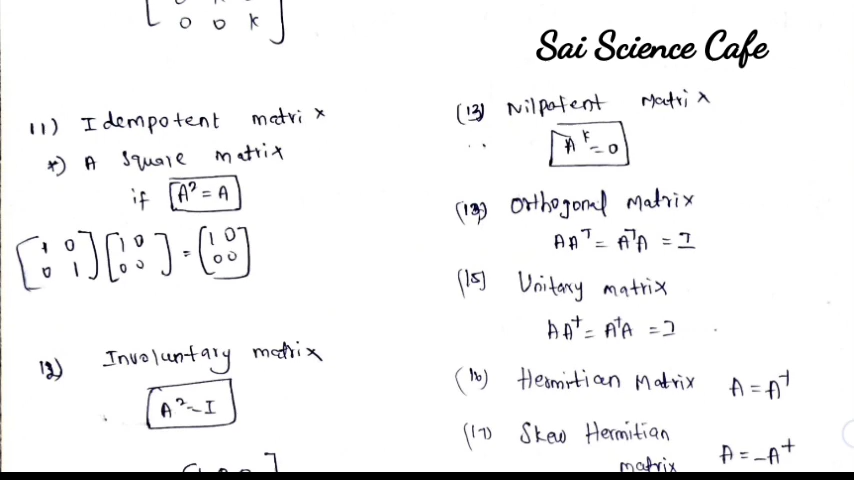 0 0 k
Sai Science Cafe
11) Idempotent matrix
*) A square matrix
if A² = A
[1 0 0 1] [1 0 0 0] = [1 0 0 0]
12) Involuntary matrix
A² = I
(13) Nilpotent Matrix
Aᵏ = 0
Orthogonal Matrix
AAᵀ = AᵀA = I
(15) Unitary matrix
AA† = A†A = I
(16) Hermitian Matrix A = A†
(17) Skew Hermitian
matrix A = -A†